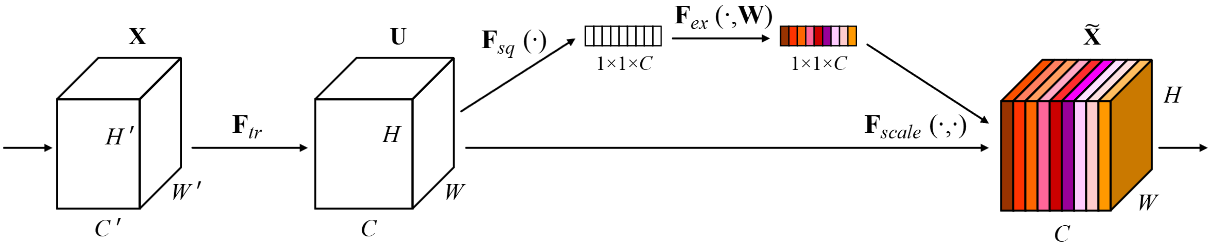 X
U
F_sq (·)
F_ex (·,W)
1×1×C
1×1×C
X̃
H′
W′
C′
F_tr
H
W
C
F_scale (·,·)
H
W
C